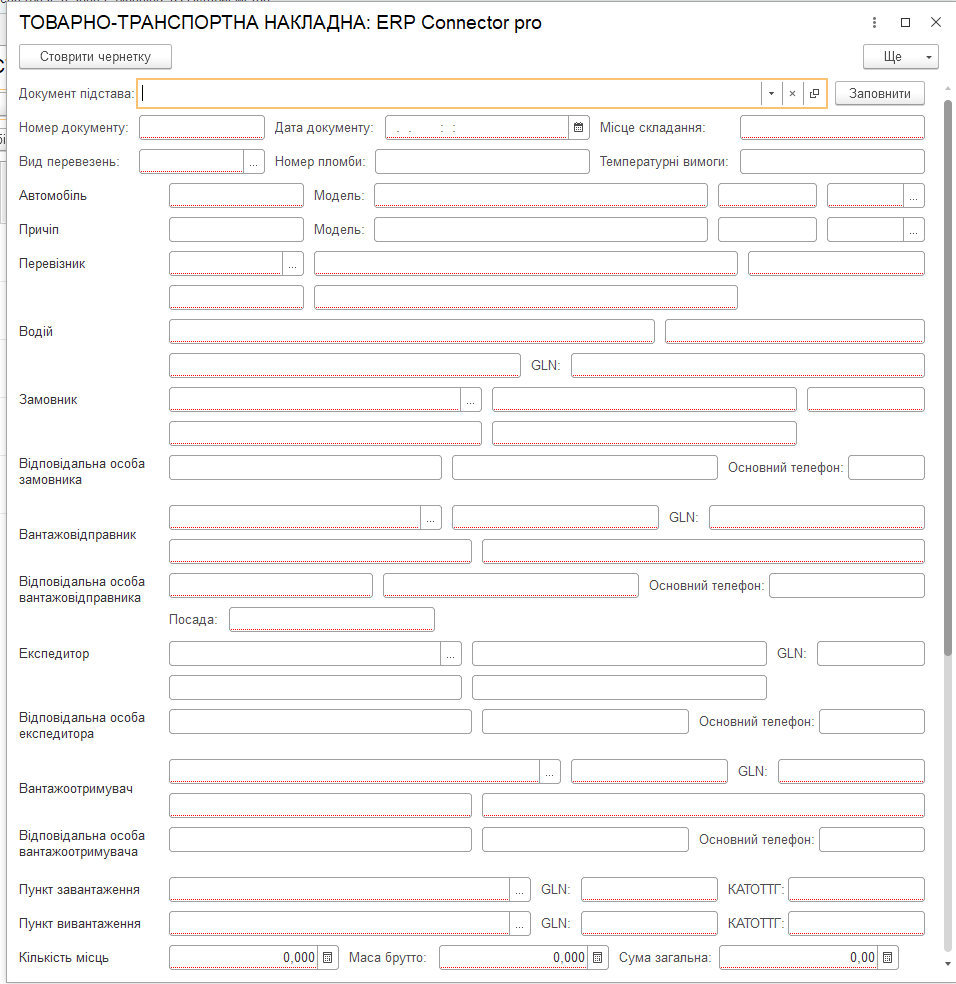 ТОВАРНО-ТРАНСПОРТНА НАКЛАДНА: ERP Connector pro
Стоврити чернетку
Ще
Документ підстава:
Заповнити
Номер документу: Дата документу: . . : : Місце складання:
Вид перевезень: ... Номер пломби: Температурні вимоги:
Автомобіль Модель: ...
Причіп Модель: ...
Перевізник ...
Водій
GLN:
Замовник ...
Відповідальна особа
замовника
Основний телефон:
Вантажовідправник ... GLN:
Відповідальна особа
вантажовідправника
Основний телефон:
Посада:
Експедитор ... GLN:
Відповідальна особа
експедитора
Основний телефон:
Вантажоотримувач ... GLN:
Відповідальна особа
вантажоотримувача
Основний телефон:
Пункт завантаження ... GLN: КАТОТТГ:
Пункт вивантаження ... GLN: КАТОТТГ:
Кількість місць 0,000 Маса брутто: 0,000 Сума загальна: 0,00